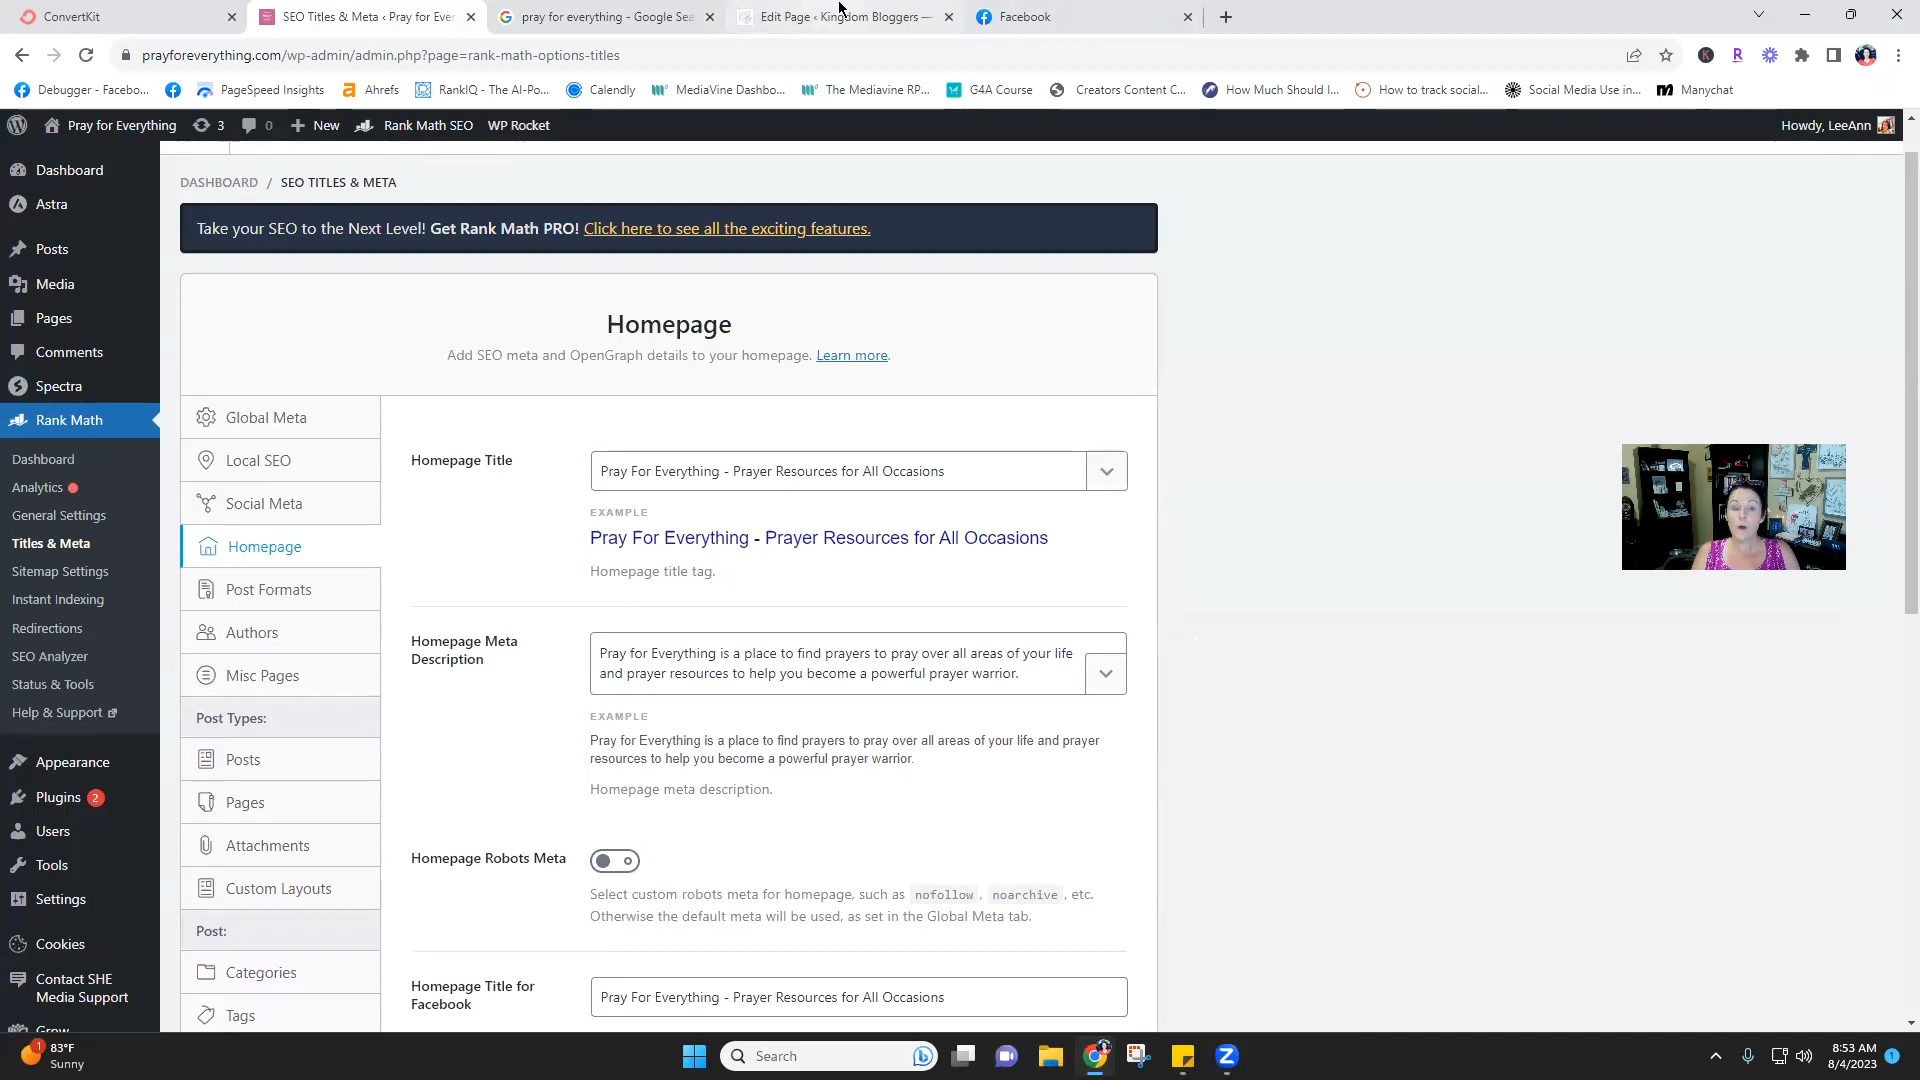 ConvertKit
SEO Titles & Meta ‹ Pray for Ever
pray for everything - Google Sea
Edit Page ‹ Kingdom Bloggers —
Facebook
prayforeverything.com/wp-admin/admin.php?page=rank-math-options-titles
Debugger - Facebo...
PageSpeed Insights
Ahrefs
RankIQ - The AI-Po...
Calendly
MediaVine Dashbo...
The Mediavine RP...
G4A Course
Creators Content C...
How Much Should I...
How to track social...
Social Media Use in...
Manychat
Pray for Everything
3
0
New
Rank Math SEO
WP Rocket
Howdy, LeeAnn
Dashboard
Astra
Posts
Media
Pages
Comments
Spectra
Rank Math
Dashboard
Analytics
General Settings
Titles & Meta
Sitemap Settings
Instant Indexing
Redirections
SEO Analyzer
Status & Tools
Help & Support
Appearance
Plugins 2
Users
Tools
Settings
Cookies
Contact SHE
Media Support
Grow
DASHBOARD / SEO TITLES & META
Take your SEO to the Next Level! Get Rank Math PRO! Click here to see all the exciting features.
Homepage
Add SEO meta and OpenGraph details to your homepage. Learn more.
Global Meta
Local SEO
Social Meta
Homepage
Post Formats
Authors
Misc Pages
Post Types:
Posts
Pages
Attachments
Custom Layouts
Post:
Categories
Tags
Homepage Title
Pray For Everything - Prayer Resources for All Occasions
EXAMPLE
Pray For Everything - Prayer Resources for All Occasions
Homepage title tag.
Homepage Meta
Description
Pray for Everything is a place to find prayers to pray over all areas of your life
and prayer resources to help you become a powerful prayer warrior.
EXAMPLE
Pray for Everything is a place to find prayers to pray over all areas of your life and prayer
resources to help you become a powerful prayer warrior.
Homepage meta description.
Homepage Robots Meta
Select custom robots meta for homepage, such as nofollow, noarchive, etc.
Otherwise the default meta will be used, as set in the Global Meta tab.
Homepage Title for
Facebook
Pray For Everything - Prayer Resources for All Occasions
1
83°F
Sunny
Search
8:53 AM
8/4/2023
1